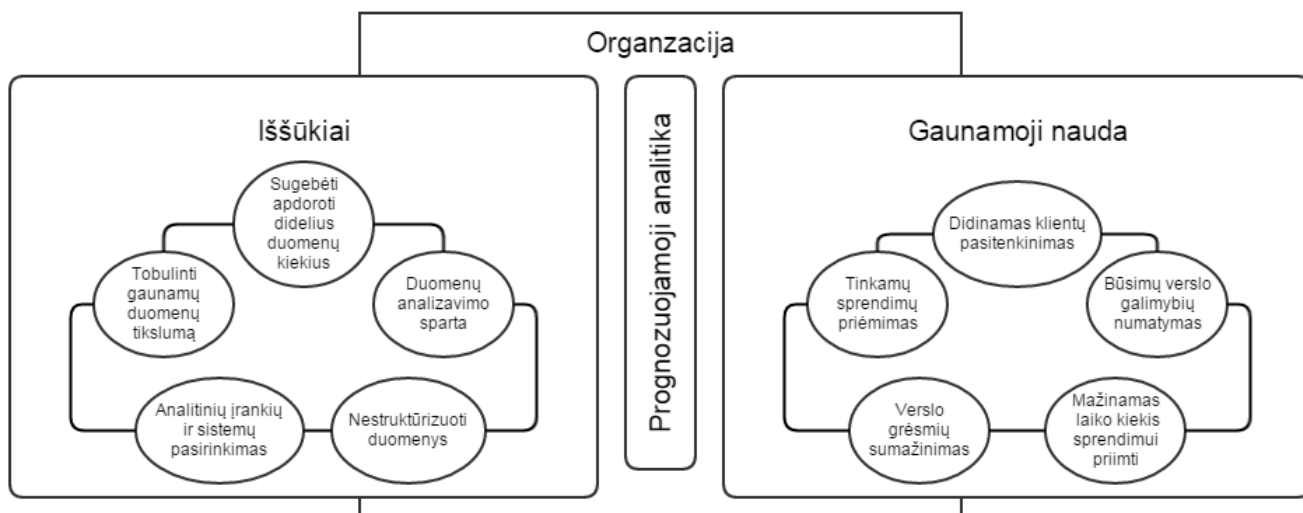 Organzacija
Iššūkiai
Sugebėti
apdoroti
didelius
duomenų
kiekius
Tobulinti
gaunamų
duomenų
tikslumą
Duomenų
analizavimo
sparta
Analitinių įrankių
ir sistemų
pasirinkimas
Nestruktūrizuoti
duomenys
Prognozuojamoji analitika
Gaunamoji nauda
Didinamas klientų
pasitenkinimas
Tinkamų
sprendimų
priėmimas
Būsimų verslo
galimybių
numatymas
Verslo
grėsmių
sumažinimas
Mažinamas
laiko kiekis
sprendimui
priimti